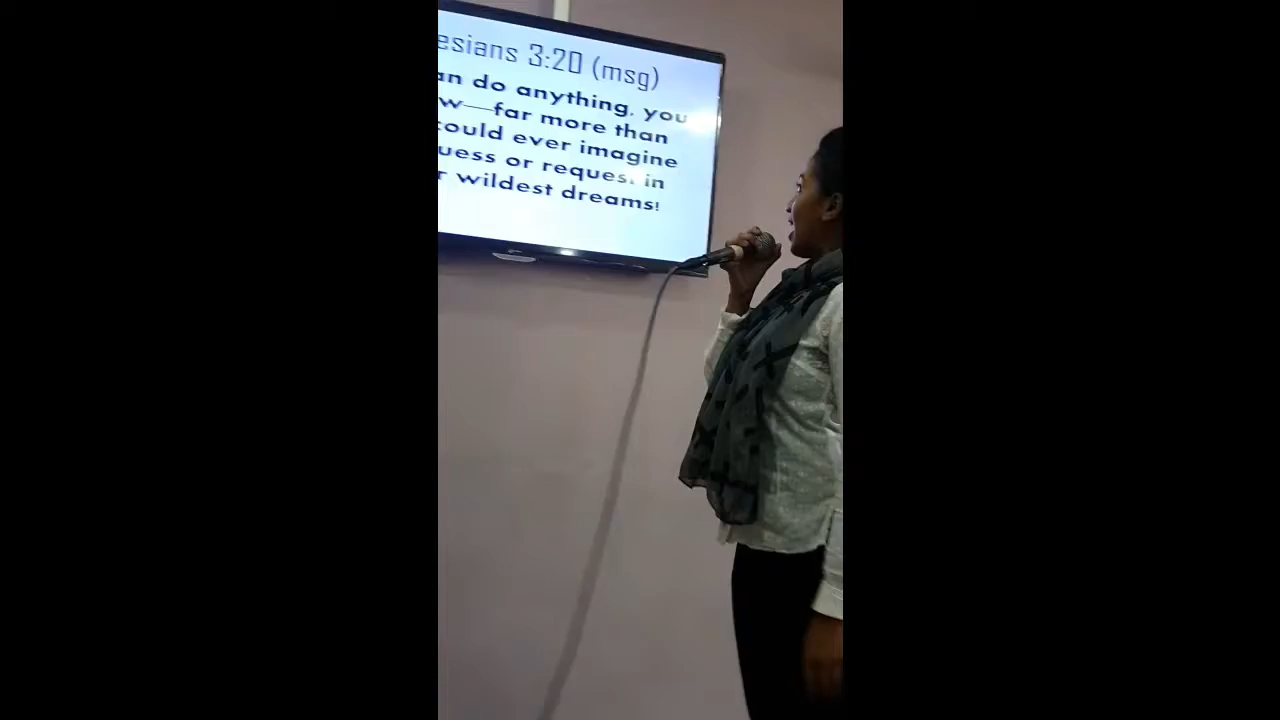 esians 3:20 (msg)
an do anything, you
w—far more than
could ever imagine
uess or request in
r wildest dreams!